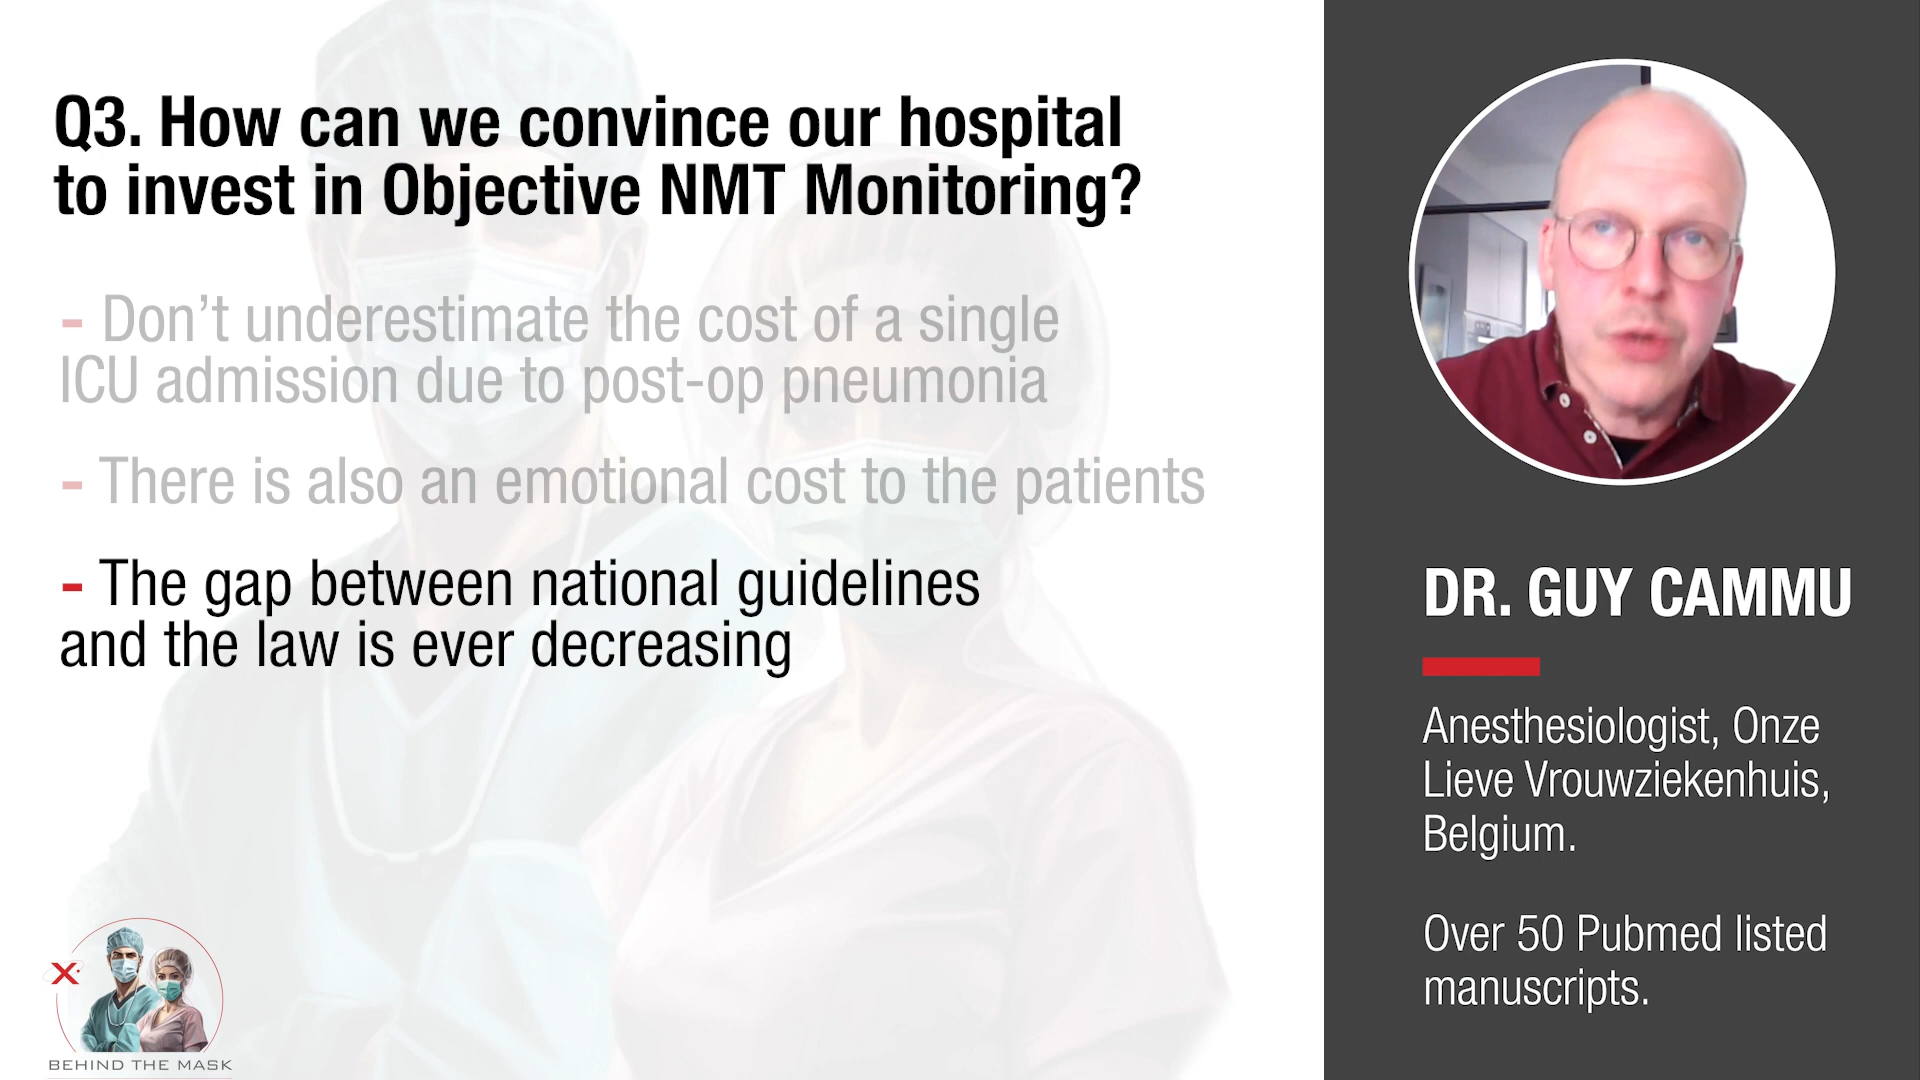 Q3. How can we convince our hospital
to invest in Objective NMT Monitoring?
- Don’t underestimate the cost of a single
ICU admission due to post-op pneumonia
- There is also an emotional cost to the patients
- The gap between national guidelines
and the law is ever decreasing
X
BEHIND THE MASK
DR. GUY CAMMU
Anesthesiologist, Onze
Lieve Vrouwziekenhuis,
Belgium.
Over 50 Pubmed listed
manuscripts.